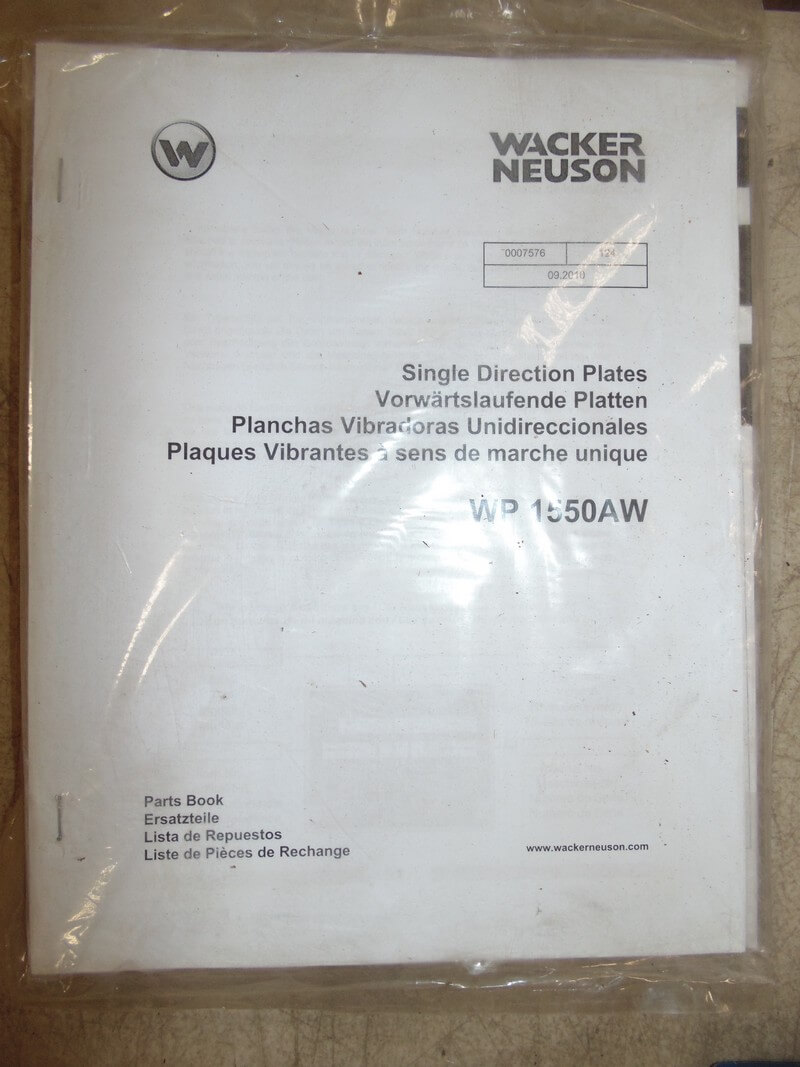 W
WACKER
NEUSON
0007576 124
09.2010
Single Direction Plates
Vorwärtslaufende Platten
Planchas Vibradoras Unidireccionales
Plaques Vibrantes à sens de marche unique
WP 1550AW
Parts Book
Ersatzteile
Lista de Repuestos
Liste de Pièces de Rechange
www.wackerneuson.com